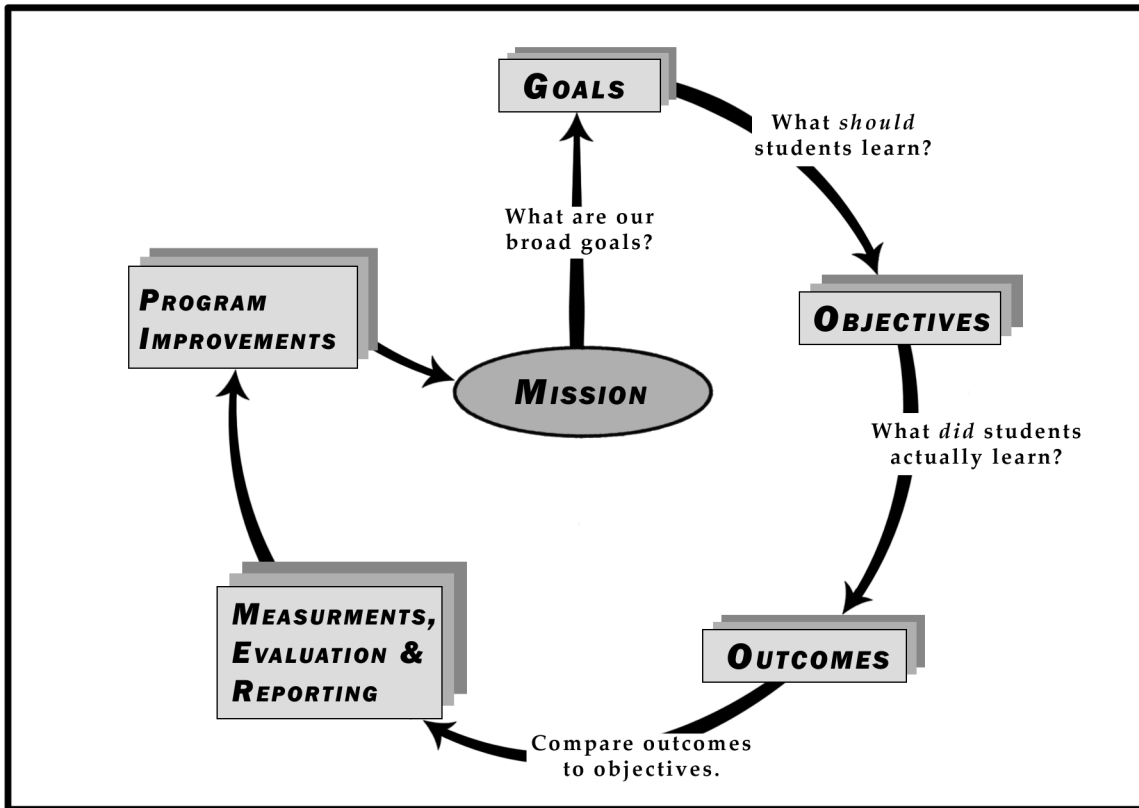 GOALS
What should
students learn?
What are our
broad goals?
PROGRAM
IMPROVEMENTS
OBJECTIVES
MISSION
What did students
actually learn?
MEASURMENTS,
EVALUATION &
REPORTING
OUTCOMES
Compare outcomes
to objectives.